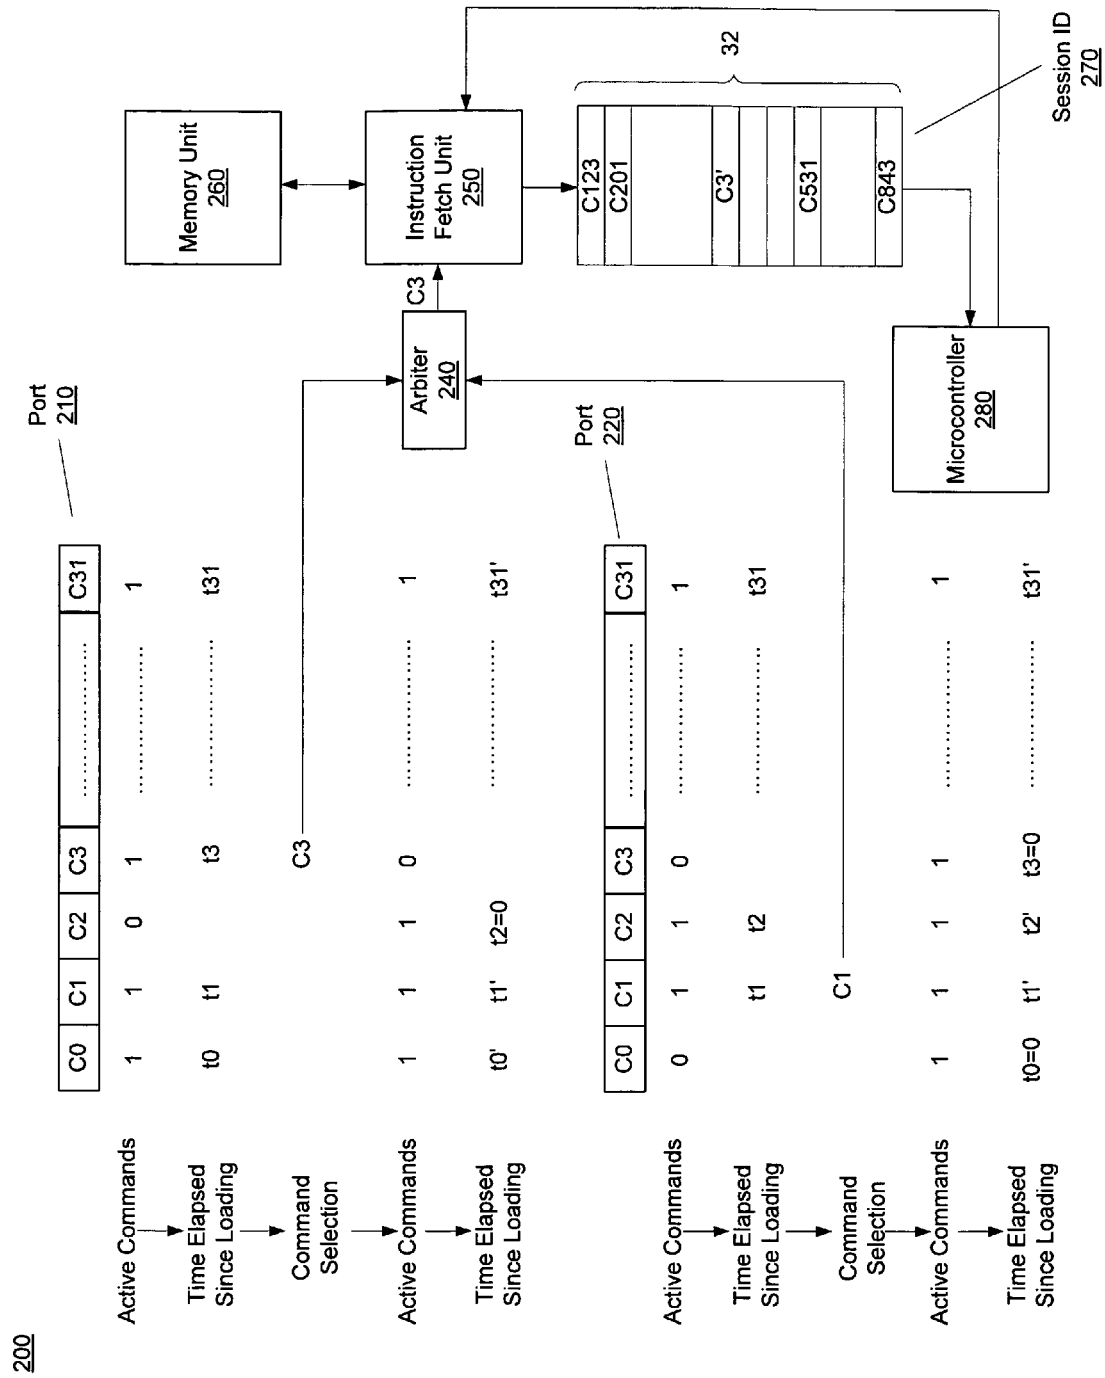 200
Port
210
C0 C1 C2 C3 .................. C31
Active Commands 1 1 0 1 .................. 1
Time Elapsed
Since Loading
t0 t1 t3 .................. t31
Memory Unit
260
Command
Selection
C3
Active Commands 1 1 1 0 .................. 1
Time Elapsed
Since Loading
t0' t1' t2=0 .................. t31'
Arbiter
240
C3
Instruction
Fetch Unit
250
Port
220
C0 C1 C2 C3 .................. C31
Active Commands 0 1 1 0 .................. 1
Time Elapsed
Since Loading
t1 t2 .................. t31
C123
C201
C3'
C531
C843
32
Command
Selection
C1
Active Commands 1 1 1 1 .................. 1
Time Elapsed
Since Loading
t0=0 t1' t2' t3=0 .................. t31'
Microcontroller
280
Session ID
270